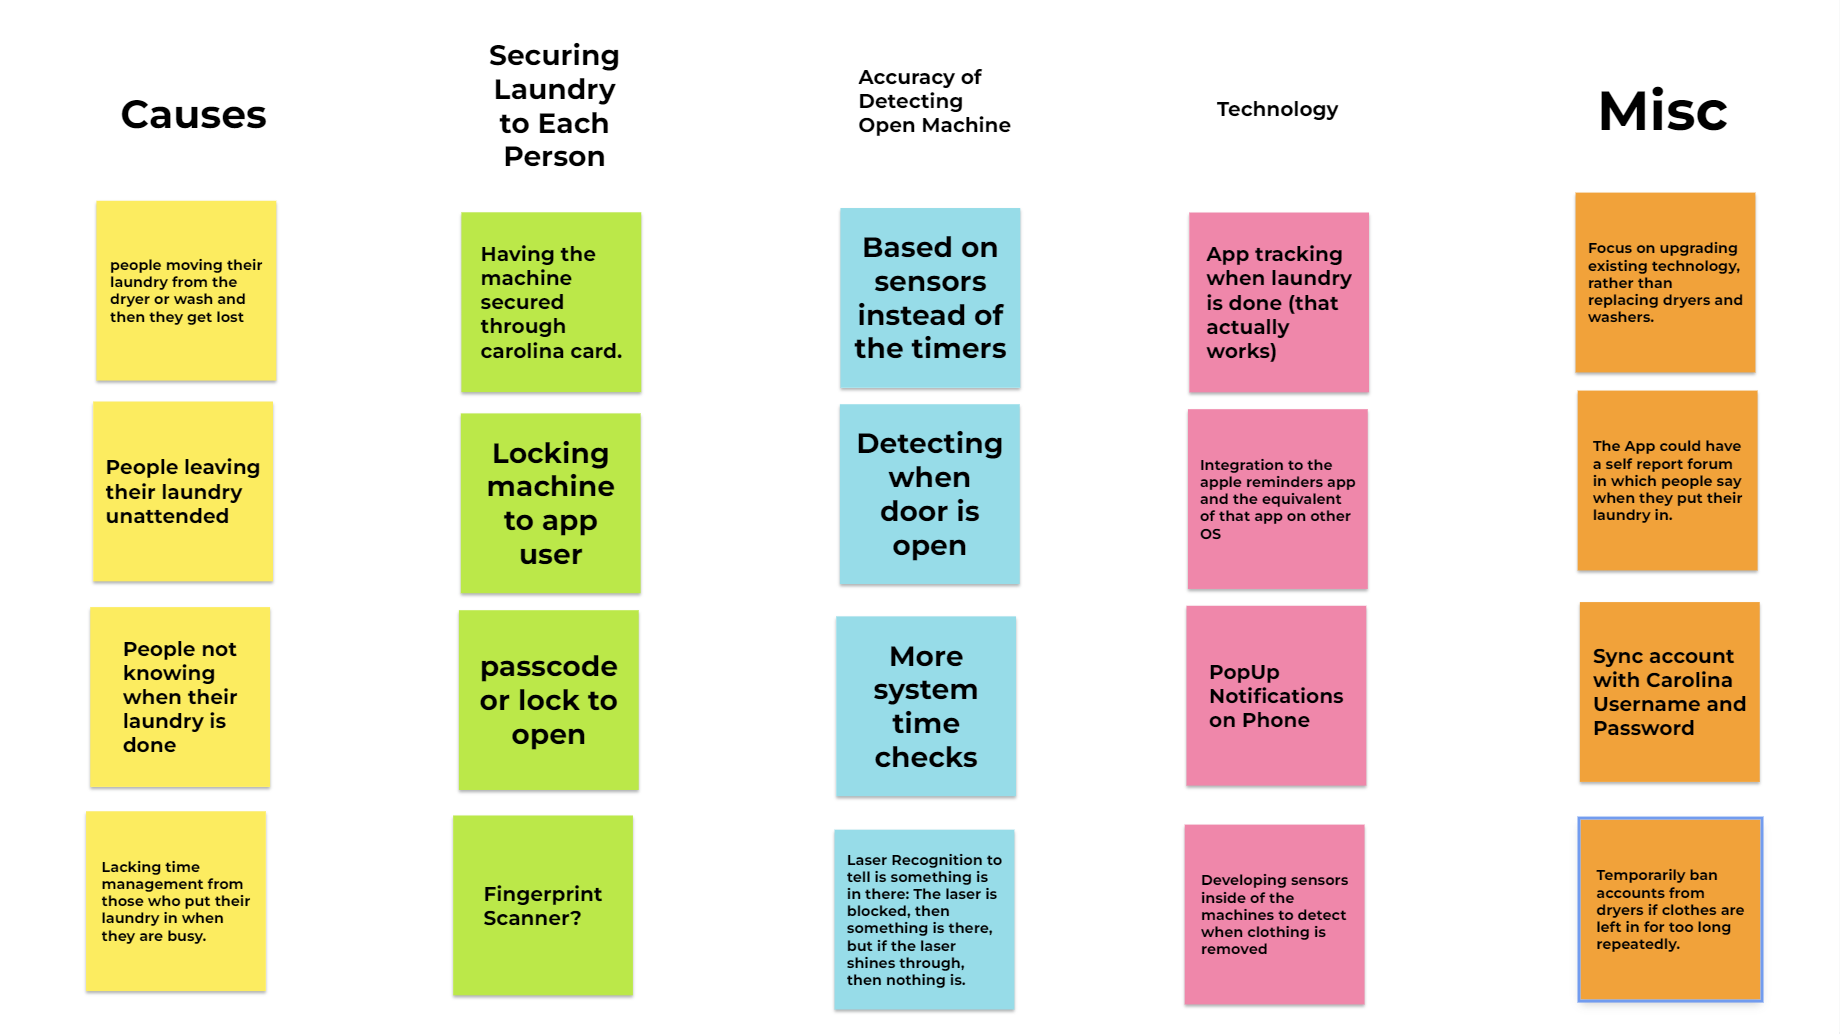 Causes
people moving their
laundry from the
dryer or wash and
then they get lost
People leaving
their laundry
unattended
People not
knowing
when their
laundry is
done
Lacking time
management from
those who put their
laundry in when
they are busy.
Securing
Laundry
to Each
Person
Having the
machine
secured
through
carolina card.
Locking
machine
to app
user
passcode
or lock to
open
Fingerprint
Scanner?
Accuracy of
Detecting
Open Machine
Based on
sensors
instead of
the timers
Detecting
when
door is
open
More
system
time
checks
Laser Recognition to
tell is something is
in there: The laser is
blocked, then
something is there,
but if the laser
shines through,
then nothing is.
Technology
App tracking
when laundry
is done (that
actually
works)
Integration to the
apple reminders app
and the equivalent
of that app on other
OS
PopUp
Notifications
on Phone
Developing sensors
inside of the
machines to detect
when clothing is
removed
Misc
Focus on upgrading
existing technology,
rather than
replacing dryers and
washers.
The App could have
a self report forum
in which people say
when they put their
laundry in.
Sync account
with Carolina
Username and
Password
Temporarily ban
accounts from
dryers if clothes are
left in for too long
repeatedly.